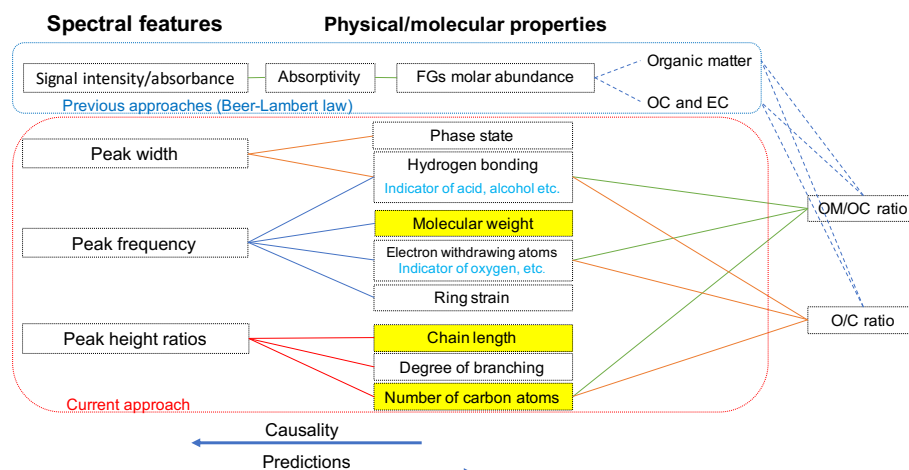 Spectral features
Physical/molecular properties
Signal intensity/absorbance
Absorptivity
FGs molar abundance
Organic matter
OC and EC
Previous approaches (Beer-Lambert law)
Peak width
Phase state
Hydrogen bonding
Indicator of acid, alcohol etc.
Molecular weight
OM/OC ratio
Peak frequency
Electron withdrawing atoms
Indicator of oxygen, etc.
Ring strain
O/C ratio
Peak height ratios
Chain length
Degree of branching
Number of carbon atoms
Current approach
Causality
Predictions